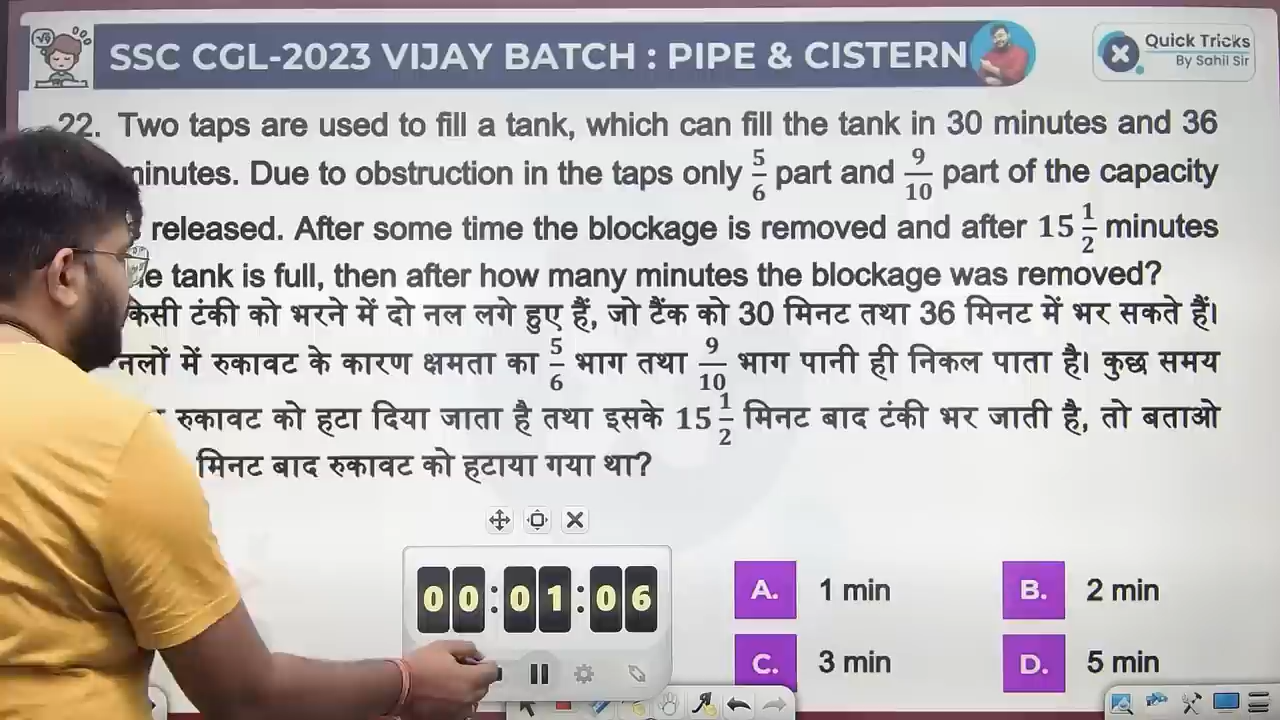 SSC CGL-2023 VIJAY BATCH : PIPE & CISTERN
Quick Tricks
By Sahil Sir
22. Two taps are used to fill a tank, which can fill the tank in 30 minutes and 36
minutes. Due to obstruction in the taps only 5/6 part and 9/10 part of the capacity
released. After some time the blockage is removed and after 15 1/2 minutes
tank is full, then after how many minutes the blockage was removed?
किसी टंकी को भरने में दो नल लगे हुए हैं, जो टैंक को 30 मिनट तथा 36 मिनट में भर सकते हैं।
नलों में रुकावट के कारण क्षमता का 5/6 भाग तथा 9/10 भाग पानी ही निकल पाता है। कुछ समय
रुकावट को हटा दिया जाता है तथा इसके 15 1/2 मिनट बाद टंकी भर जाती है, तो बताओ
मिनट बाद रुकावट को हटाया गया था?
00:01:06
A. 1 min B. 2 min
C. 3 min D. 5 min